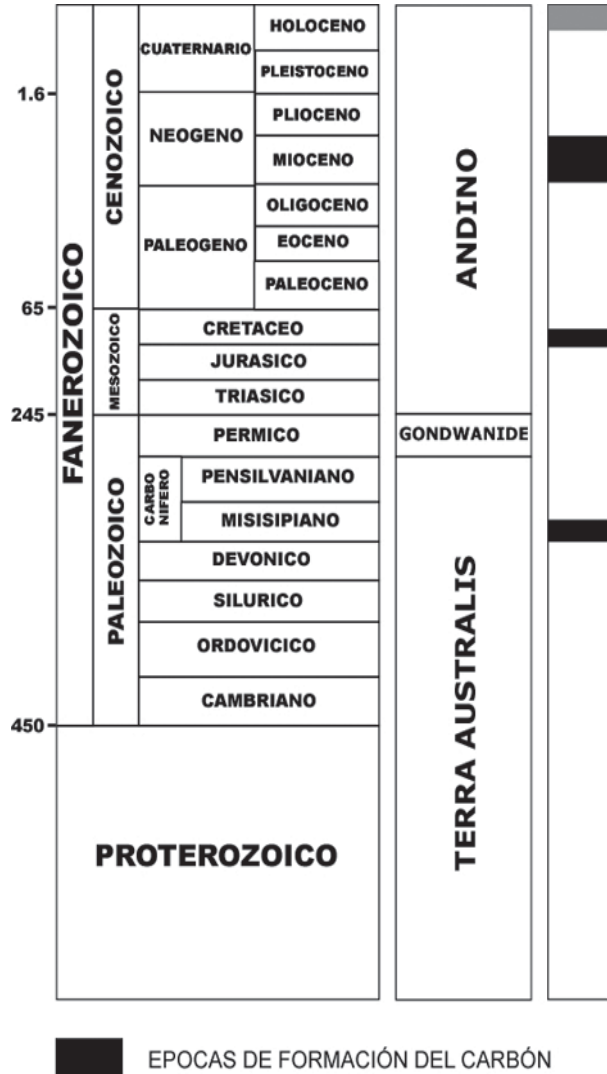 HOLOCENO
CUATERNARIO
PLEISTOCENO
1.6
PLIOCENO
NEOGENO
MIOCENO
CENOZOICO
OLIGOCENO
PALEOGENO
EOCENO
PALEOCENO
ANDINO
65
FANEROZOICO
CRETACEO
MESOZOICO
JURASICO
TRIASICO
245
PERMICO
GONDWANIDE
CARBO
NIFERO
PENSILVANIANO
MISISIPIANO
PALEOZOICO
DEVONICO
SILURICO
ORDOVICICO
CAMBRIANO
TERRA AUSTRALIS
450
PROTEROZOICO
EPOCAS DE FORMACIÓN DEL CARBÓN